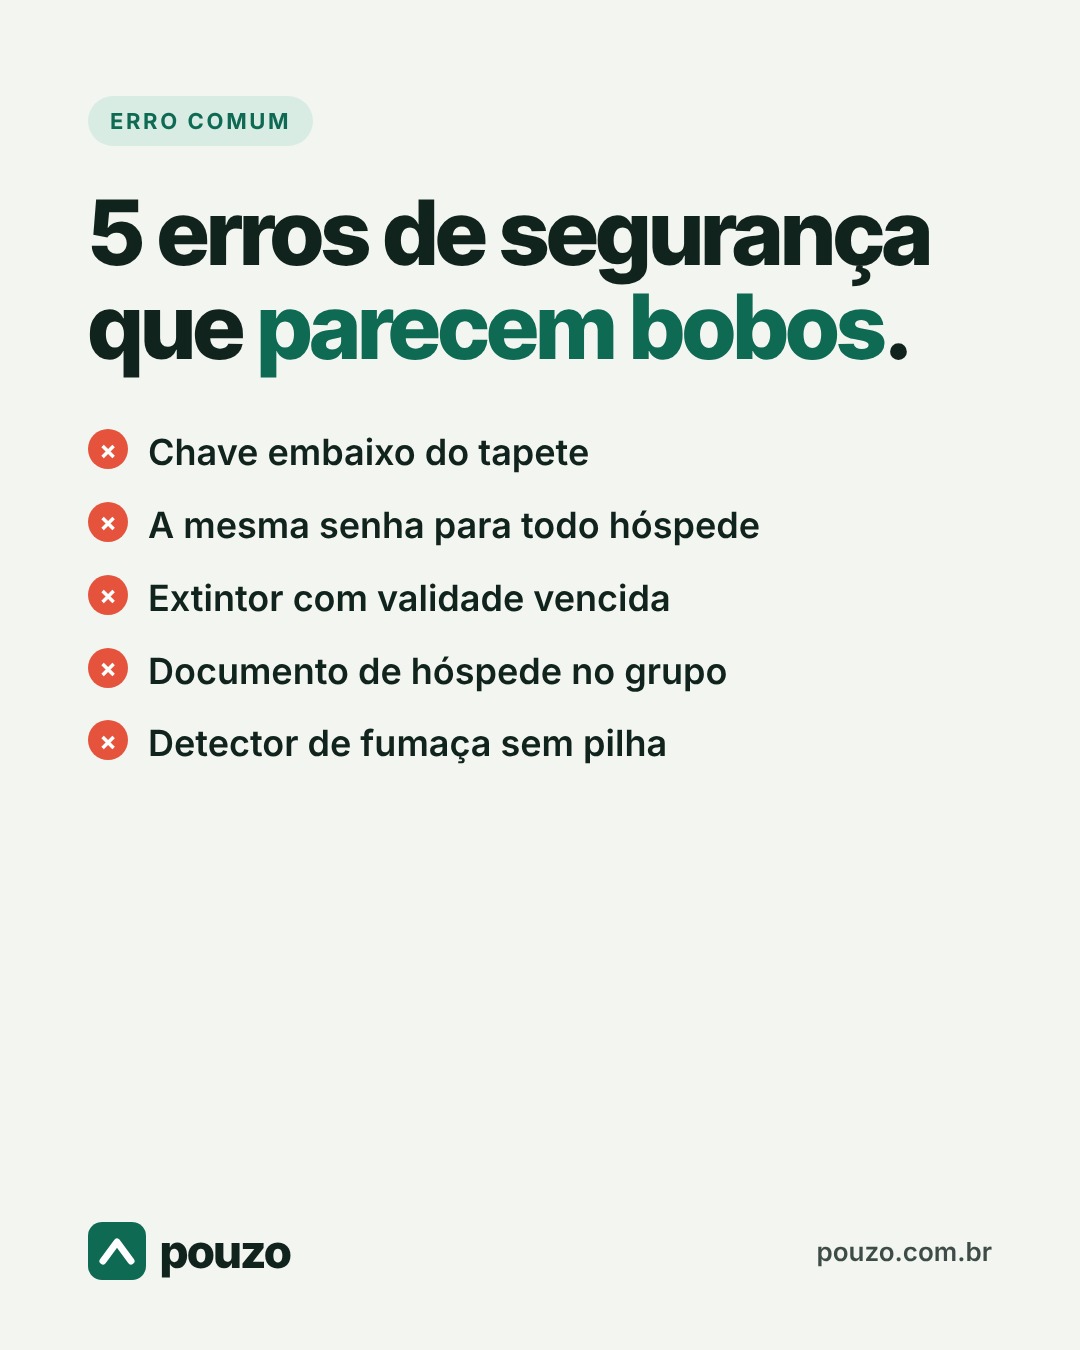 ERRO COMUM
5 erros de segurança
que parecem bobos.
× Chave embaixo do tapete
× A mesma senha para todo hóspede
× Extintor com validade vencida
× Documento de hóspede no grupo
× Detector de fumaça sem pilha
pouzo
pouzo.com.br